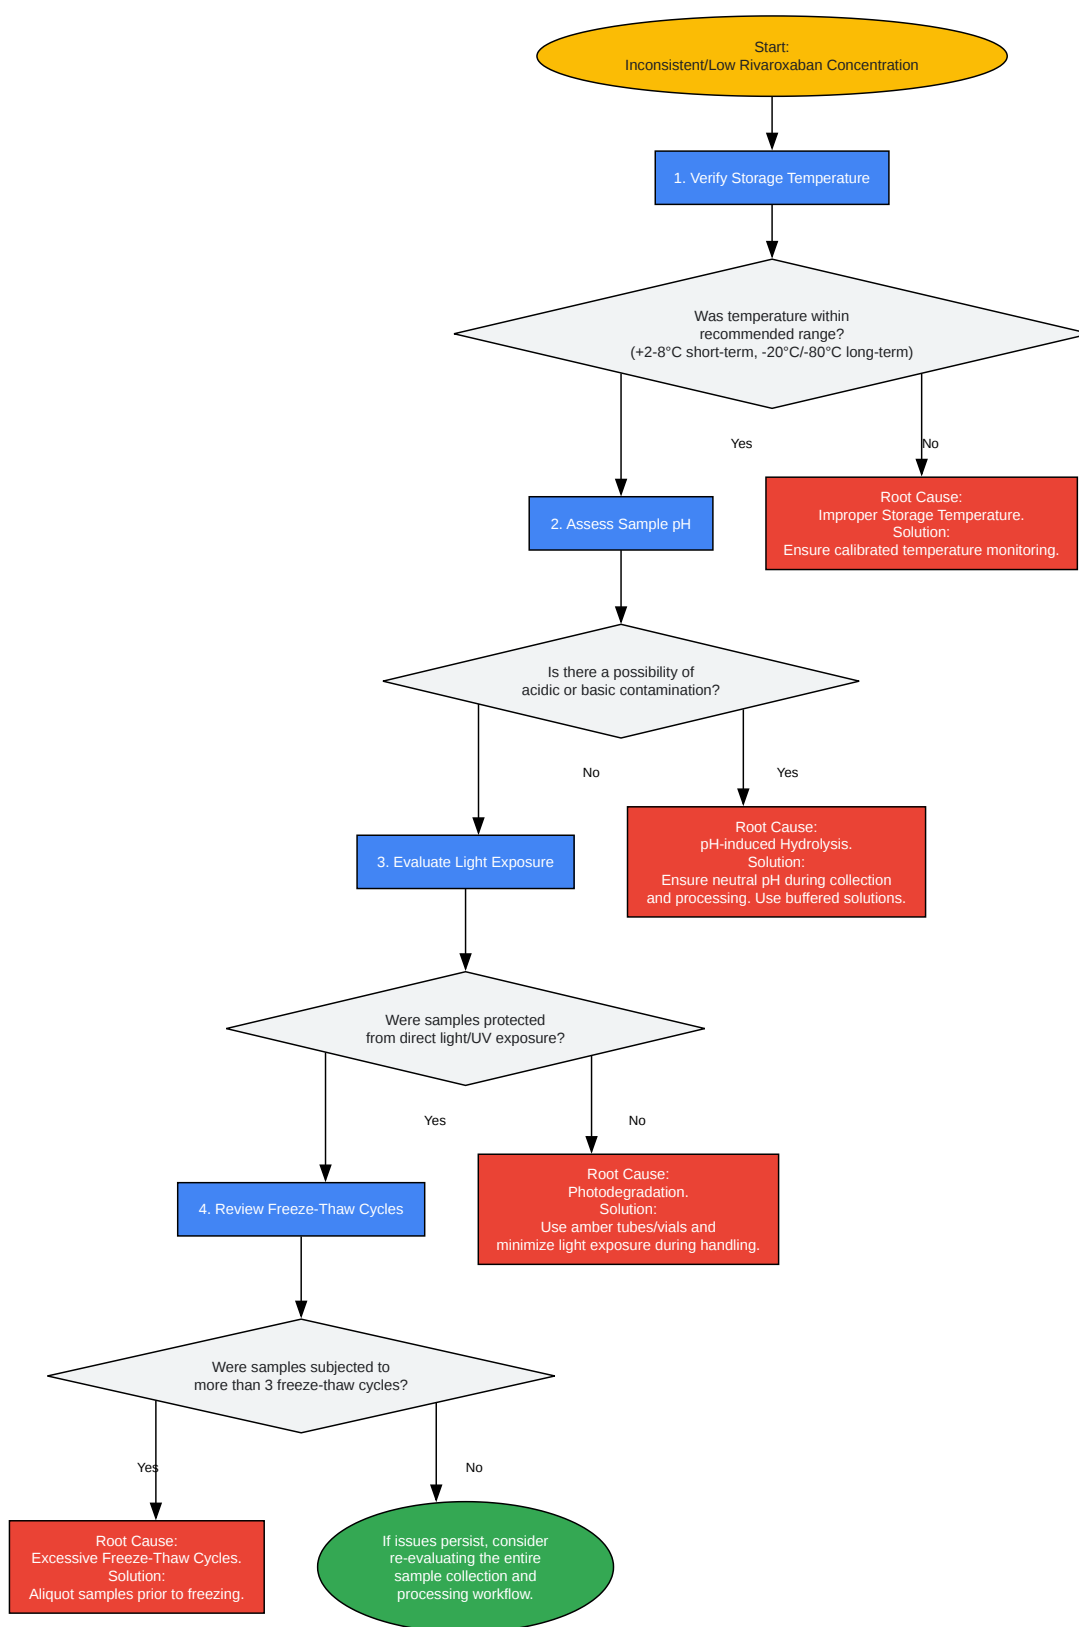 Start:
Inconsistent/Low Rivaroxaban Concentration
1. Verify Storage Temperature
Was temperature within
recommended range?
(+2-8°C short-term, -20°C/-80°C long-term)
Yes
No
2. Assess Sample pH
Root Cause:
Improper Storage Temperature.
Solution:
Ensure calibrated temperature monitoring.
Is there a possibility of
acidic or basic contamination?
No
Yes
3. Evaluate Light Exposure
Root Cause:
pH-induced Hydrolysis.
Solution:
Ensure neutral pH during collection
and processing. Use buffered solutions.
Were samples protected
from direct light/UV exposure?
Yes
No
4. Review Freeze-Thaw Cycles
Root Cause:
Photodegradation.
Solution:
Use amber tubes/vials and
minimize light exposure during handling.
Were samples subjected to
more than 3 freeze-thaw cycles?
Yes
No
Root Cause:
Excessive Freeze-Thaw Cycles.
Solution:
Aliquot samples prior to freezing.
If issues persist, consider
re-evaluating the entire
sample collection and
processing workflow.